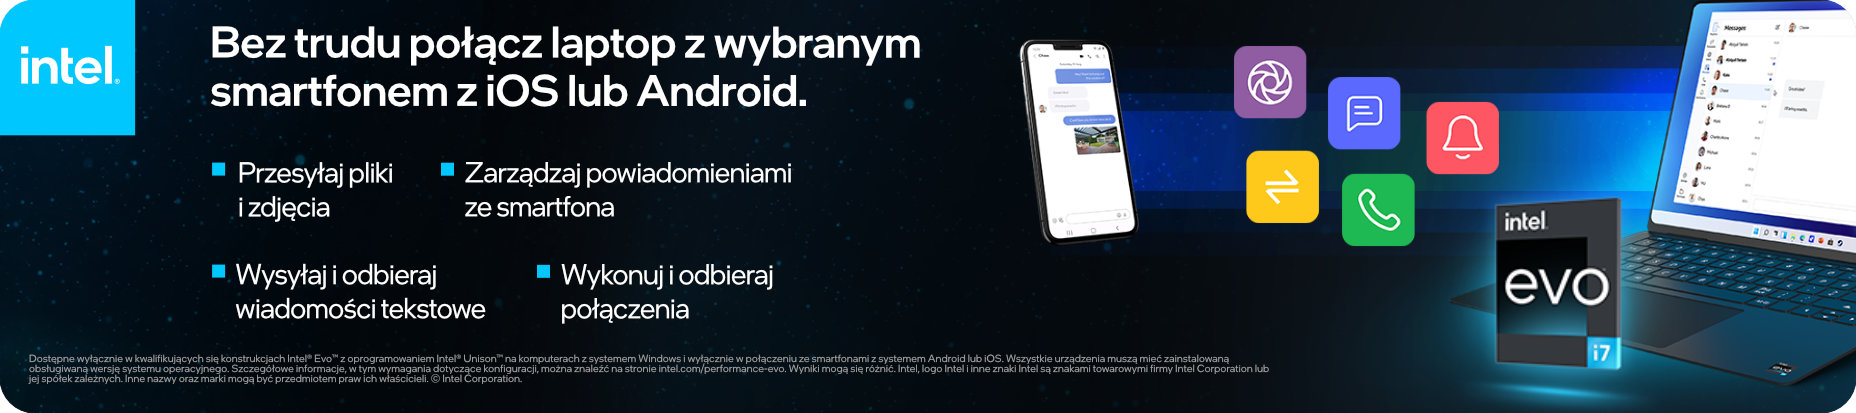 intel.
Bez trudu połącz laptop z wybranym
smartfonem z iOS lub Android.
Przesyłaj pliki
i zdjęcia
Zarządzaj powiadomieniami
ze smartfona
Wysyłaj i odbieraj
wiadomości tekstowe
Wykonuj i odbieraj
połączenia
Messages
intel.
evo
i7
evo
Dostępne wyłącznie w kwalifikujących się konstrukcjach Intel® Evo™ z oprogramowaniem Intel® Unison™ na komputerach z systemem Windows i wyłącznie w połączeniu ze smartfonami z systemem Android lub iOS. Wszystkie urządzenia muszą mieć zainstalowaną
obsługiwaną wersję systemu operacyjnego. Szczegółowe informacje, w tym wymagania dotyczące konfiguracji, można znaleźć na stronie intel.com/performance-evo. Wyniki mogą się różnić. Intel, logo Intel i inne znaki Intel są znakami towarowymi firmy Intel Corporation lub
jej spółek zależnych. Inne nazwy oraz marki mogą być przedmiotem praw ich właścicieli. © Intel Corporation.